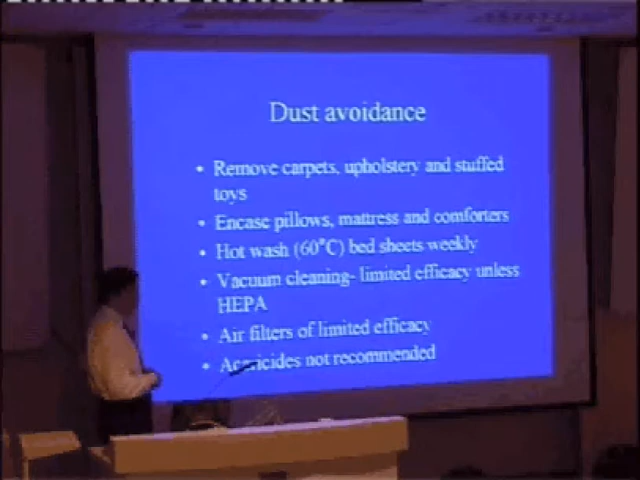 Dust avoidance
• Remove carpets, upholstery and stuffed
toys
• Encase pillows, mattress and comforters
• Hot wash (60°C) bed sheets weekly
• Vacuum cleaning- limited efficacy unless
HEPA
• Air filters of limited efficacy
• Acaricides not recommended